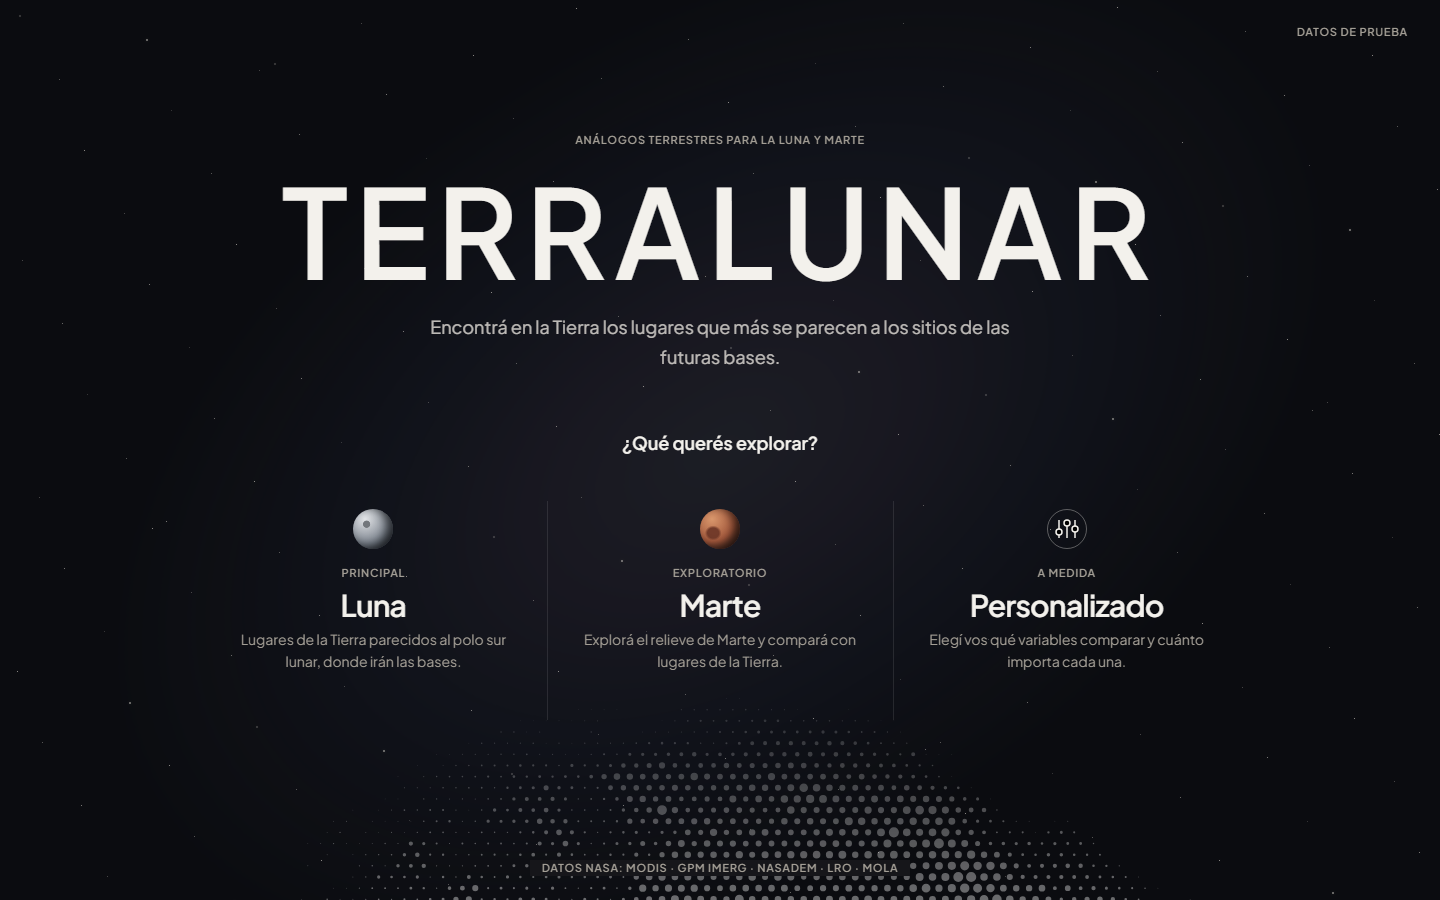 DATOS DE PRUEBA
ANÁLOGOS TERRESTRES PARA LA LUNA Y MARTE
TERRALUNAR
Encontrá en la Tierra los lugares que más se parecen a los sitios de las
futuras bases.
¿Qué querés explorar?
PRINCIPAL
Luna
Lugares de la Tierra parecidos al polo sur
lunar, donde irán las bases.
EXPLORATORIO
Marte
Explorá el relieve de Marte y compará con
lugares de la Tierra.
A MEDIDA
Personalizado
Elegí vos qué variables comparar y cuánto
importa cada una.
DATOS NASA: MODIS · GPM IMERG · NASADEM · LRO · MOLA